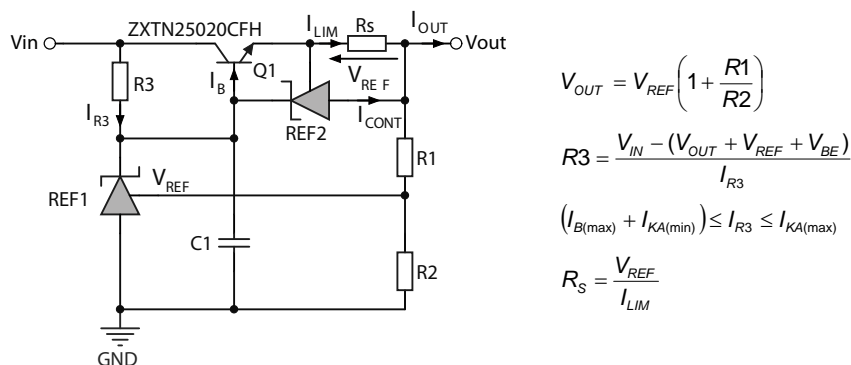 ZXTN25020CFH
Vin
I_LIM
Rs
I_OUT
Vout
R3
I_B
Q1
V_REF
I_R3
REF2
I_CONT
R1
REF1
V_REF
C1
R2
GND
V_OUT = V_REF(1 + R1/R2)
R3 = (V_IN − (V_OUT + V_REF + V_BE))/I_R3
(I_B(max) + I_KA(min)) ≤ I_R3 ≤ I_KA(max)
R_S = V_REF/I_LIM